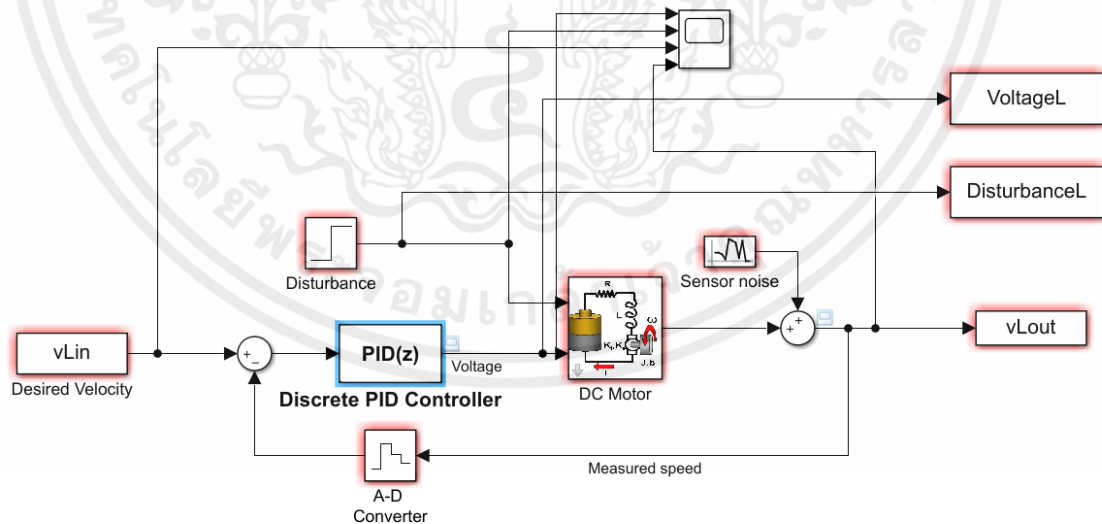 VoltageL
DisturbanceL
Disturbance
Sensor noise
R
L
J,b
vLin
Desired Velocity
+
−
PID(z)
Voltage
Discrete PID Controller
DC Motor
+
+
vLout
Measured speed
A-D
Converter